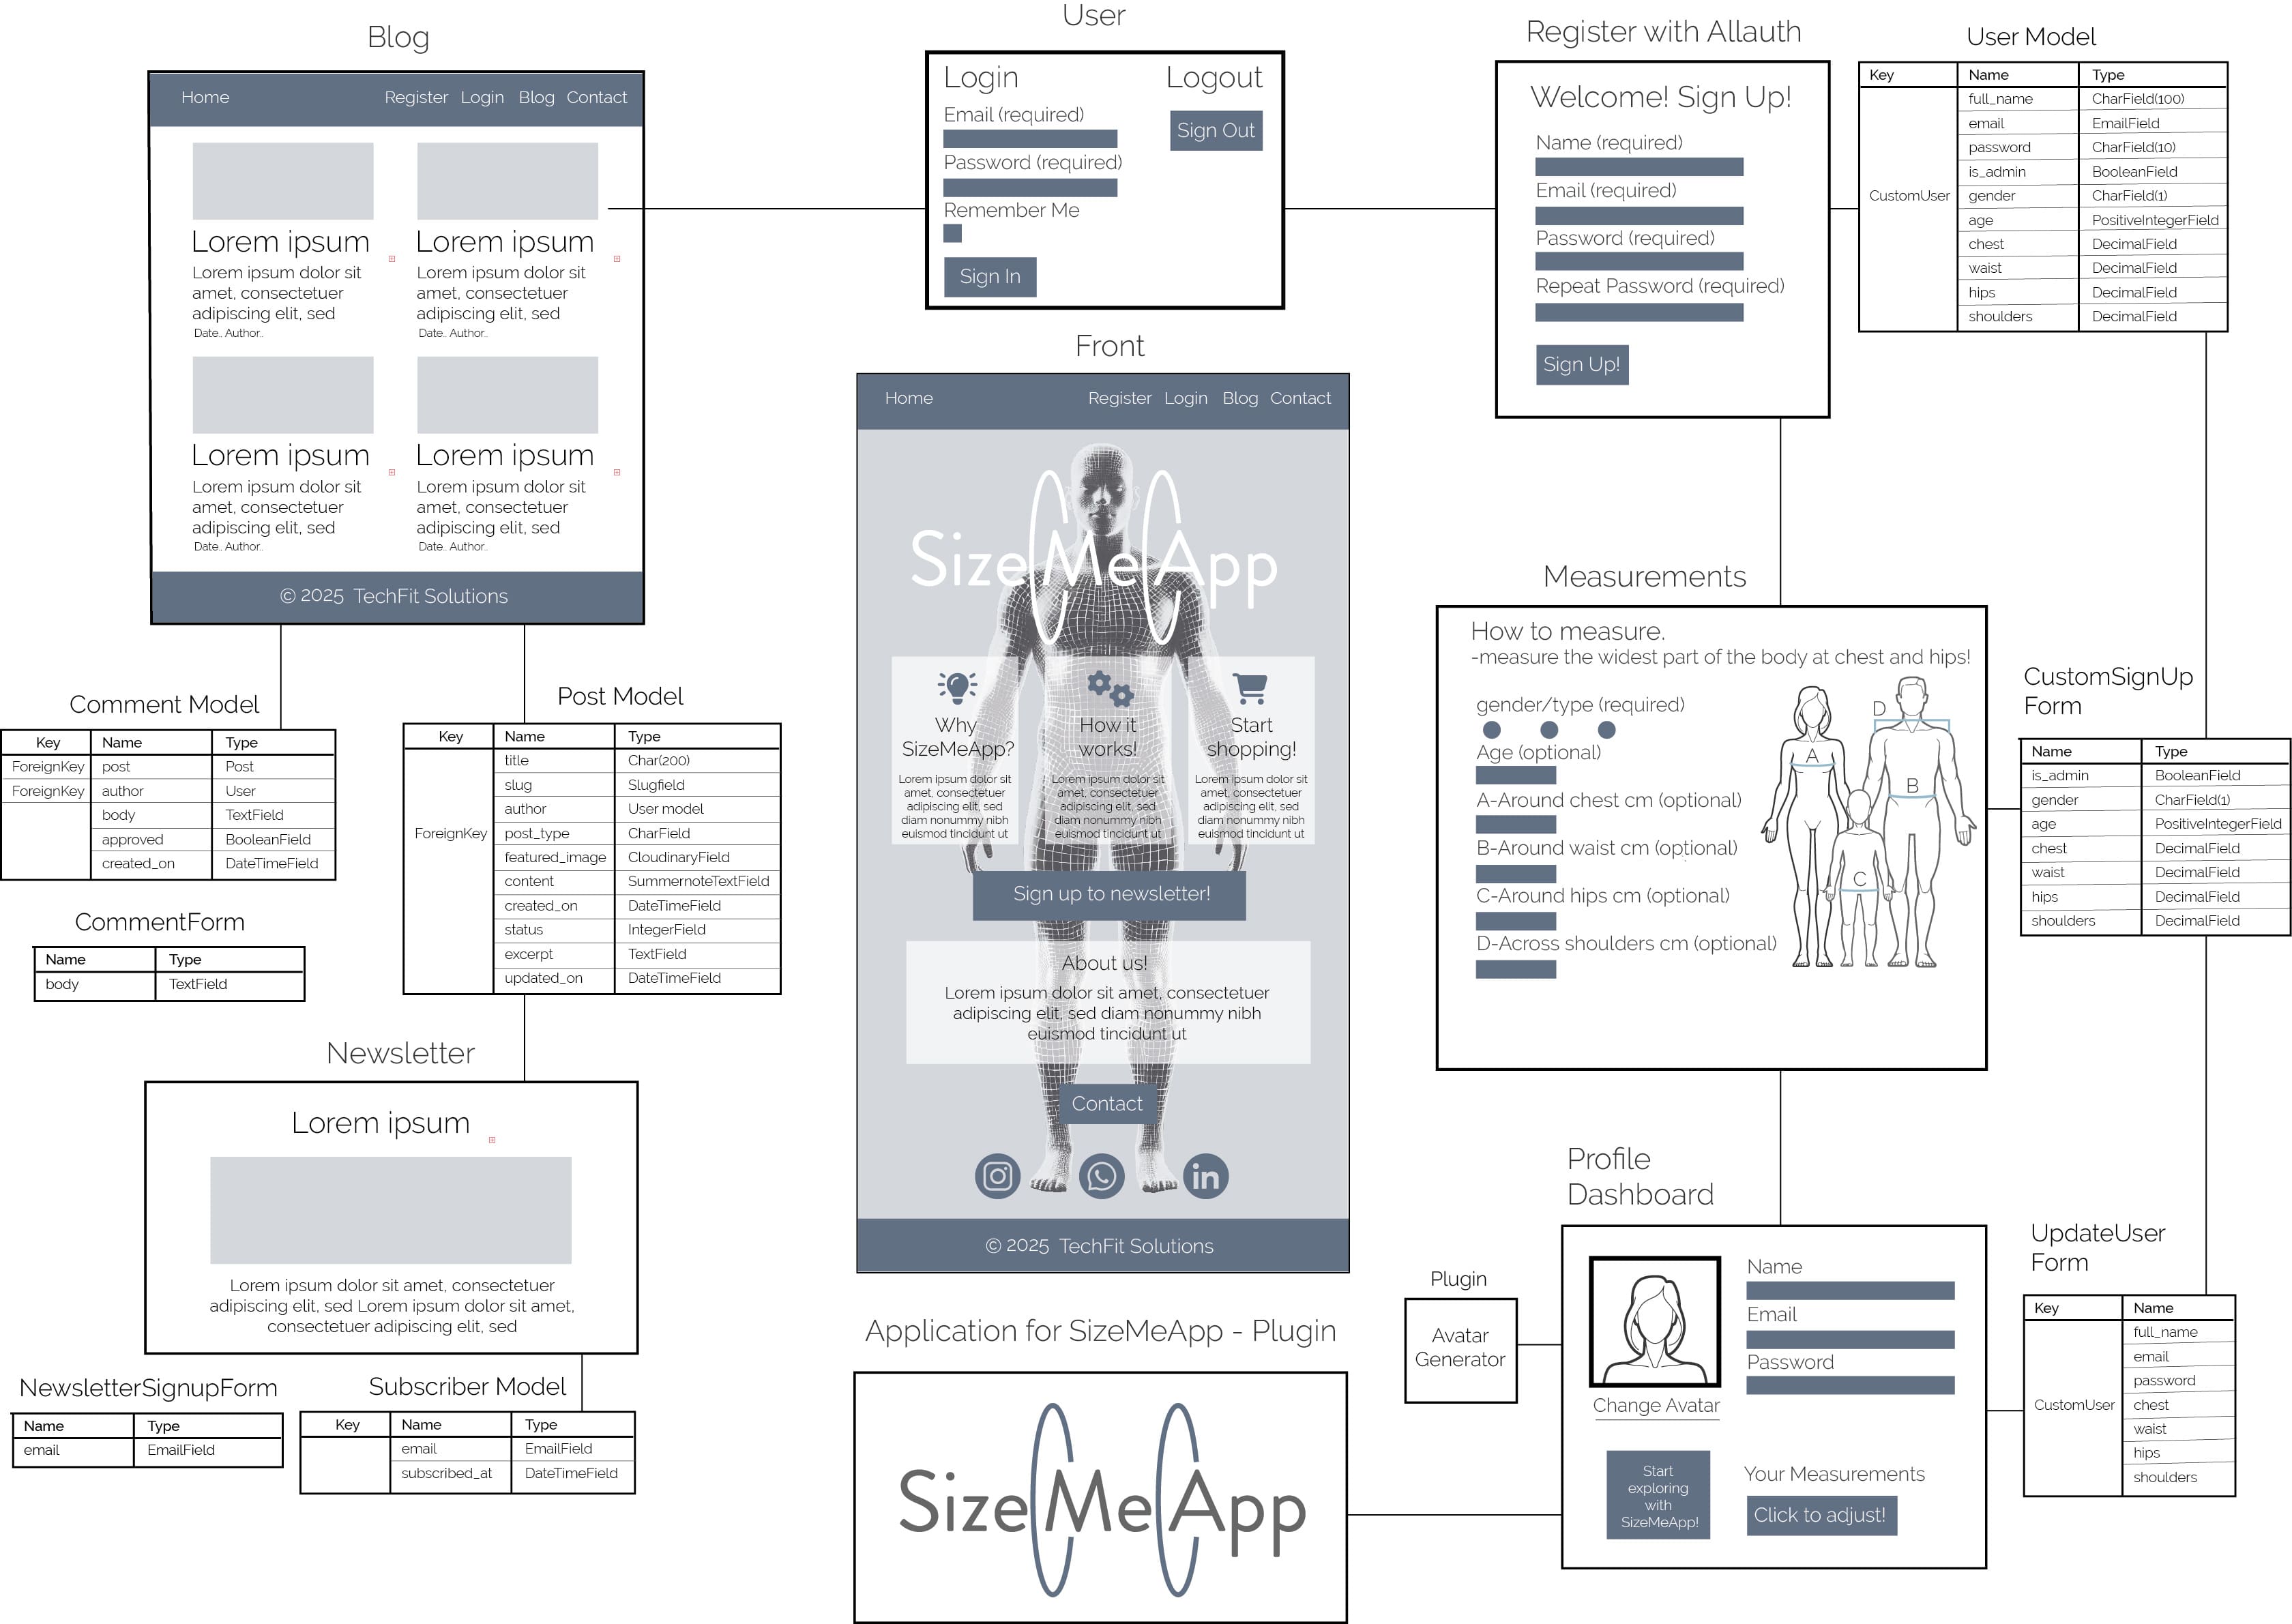 Blog
Home Register Login Blog Contact
Lorem ipsum
Lorem ipsum dolor sit
amet, consectetuer
adipiscing elit, sed
Date.. Author..
Lorem ipsum
Lorem ipsum dolor sit
amet, consectetuer
adipiscing elit, sed
Date.. Author..
Lorem ipsum
Lorem ipsum dolor sit
amet, consectetuer
adipiscing elit, sed
Date.. Author..
Lorem ipsum
Lorem ipsum dolor sit
amet, consectetuer
adipiscing elit, sed
Date.. Author..
© 2025 TechFit Solutions
Comment Model
Key Name Type
ForeignKey post Post
ForeignKey author User
body TextField
approved BooleanField
created_on DateTimeField
CommentForm
Name Type
body TextField
Post Model
Key Name Type
title Char(200)
slug Slugfield
author User model
ForeignKey post_type CharField
featured_image CloudinaryField
content SummernoteTextField
created_on DateTimeField
status IntegerField
excerpt TextField
updated_on DateTimeField
Newsletter
Lorem ipsum
Lorem ipsum dolor sit amet, consectetuer
adipiscing elit, sed Lorem ipsum dolor sit amet,
consectetuer adipiscing elit, sed
NewsletterSignupForm
Name Type
email EmailField
Subscriber Model
Key Name Type
email EmailField
subscribed_at DateTimeField
User
Login
Email (required)
Password (required)
Remember Me
Sign In
Logout
Sign Out
Front
Home Register Login Blog Contact
SizeMeApp
Why
SizeMeApp?
Lorem ipsum dolor sit
amet, consectetuer
adipiscing elit, sed
diam nonummy nibh
euismod tincidunt ut
How it
works!
Lorem ipsum dolor sit
amet, consectetuer
adipiscing elit, sed
diam nonummy nibh
euismod tincidunt ut
Start
shopping!
Lorem ipsum dolor sit
amet, consectetuer
adipiscing elit, sed
diam nonummy nibh
euismod tincidunt ut
Sign up to newsletter!
About us!
Lorem ipsum dolor sit amet, consectetuer
adipiscing elit, sed diam nonummy nibh
euismod tincidunt ut
Contact
in
© 2025 TechFit Solutions
Application for SizeMeApp - Plugin
SizeMeApp
Register with Allauth
Welcome! Sign Up!
Name (required)
Email (required)
Password (required)
Repeat Password (required)
Sign Up!
User Model
Key Name Type
full_name CharField(100)
email EmailField
password CharField(10)
is_admin BooleanField
CustomUser gender CharField(1)
age PositiveIntegerField
chest DecimalField
waist DecimalField
hips DecimalField
shoulders DecimalField
Measurements
How to measure.
-measure the widest part of the body at chest and hips!
gender/type (required)
Age (optional)
A-Around chest cm (optional)
B-Around waist cm (optional)
C-Around hips cm (optional)
D-Across shoulders cm (optional)
D
A
B
C
CustomSignUp
Form
Name Type
is_admin BooleanField
gender CharField(1)
age PositiveIntegerField
chest DecimalField
waist DecimalField
hips DecimalField
shoulders DecimalField
Profile
Dashboard
Name
Email
Password
Change Avatar
Start
exploring
with
SizeMeApp!
Your Measurements
Click to adjust!
Plugin
Avatar
Generator
UpdateUser
Form
Key Name
full_name
email
password
CustomUser chest
waist
hips
shoulders